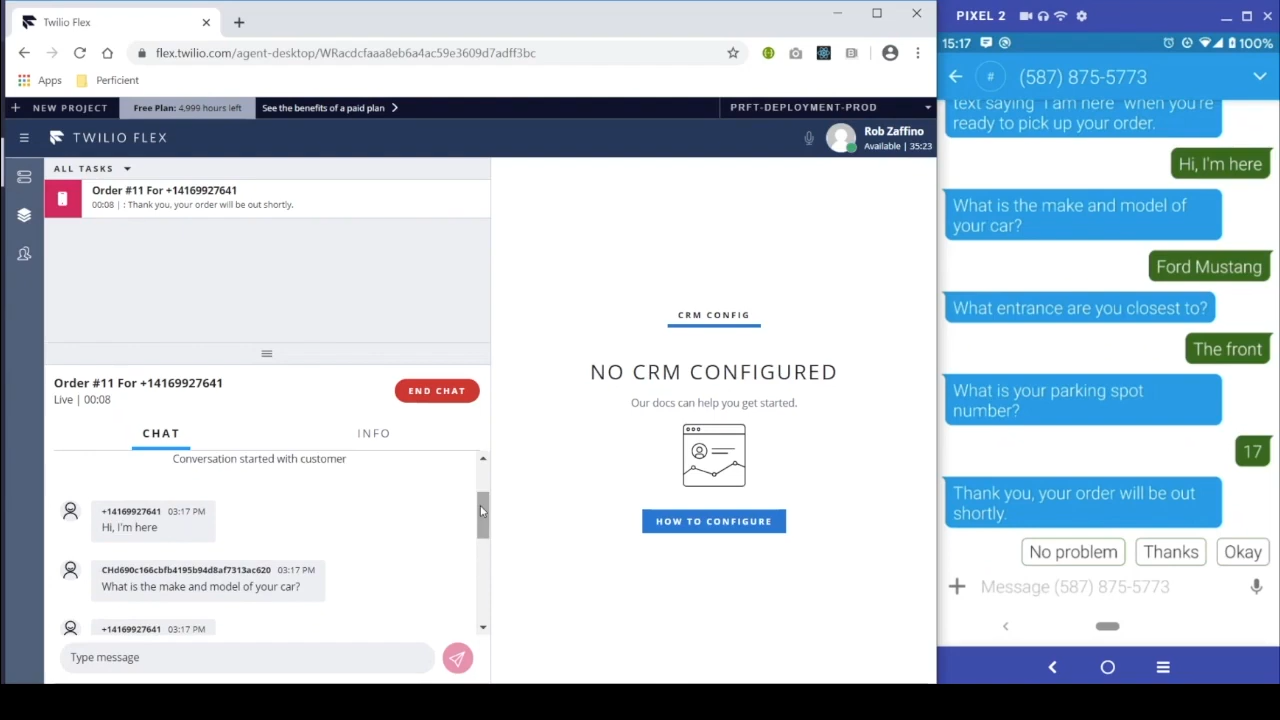 Twilio Flex
flex.twilio.com/agent-desktop/WRacdcfaaa8eb6a4ac59e3609d7adff3bc
Apps
Perficient
+ NEW PROJECT
Free Plan: 4,999 hours left
See the benefits of a paid plan
PRFT-DEPLOYMENT-PROD
TWILIO FLEX
Rob Zaffino
Available | 35:23
ALL TASKS
Order #11 For +14169927641
00:08 | : Thank you, your order will be out shortly.
Order #11 For +14169927641
Live | 00:08
END CHAT
CHAT
INFO
Conversation started with customer
+14169927641 03:17 PM
Hi, I'm here
CHd690c166cbfb4195b94d8af7313ac620 03:17 PM
What is the make and model of your car?
+14169927641 03:17 PM
Type message
CRM CONFIG
NO CRM CONFIGURED
Our docs can help you get started.
HOW TO CONFIGURE
PIXEL 2
15:17
100%
# (587) 875-5773
text saying "I am here" when you're
ready to pick up your order.
Hi, I'm here
What is the make and model of
your car?
Ford Mustang
What entrance are you closest to?
The front
What is your parking spot
number?
17
Thank you, your order will be out
shortly.
No problem
Thanks
Okay
Message (587) 875-5773